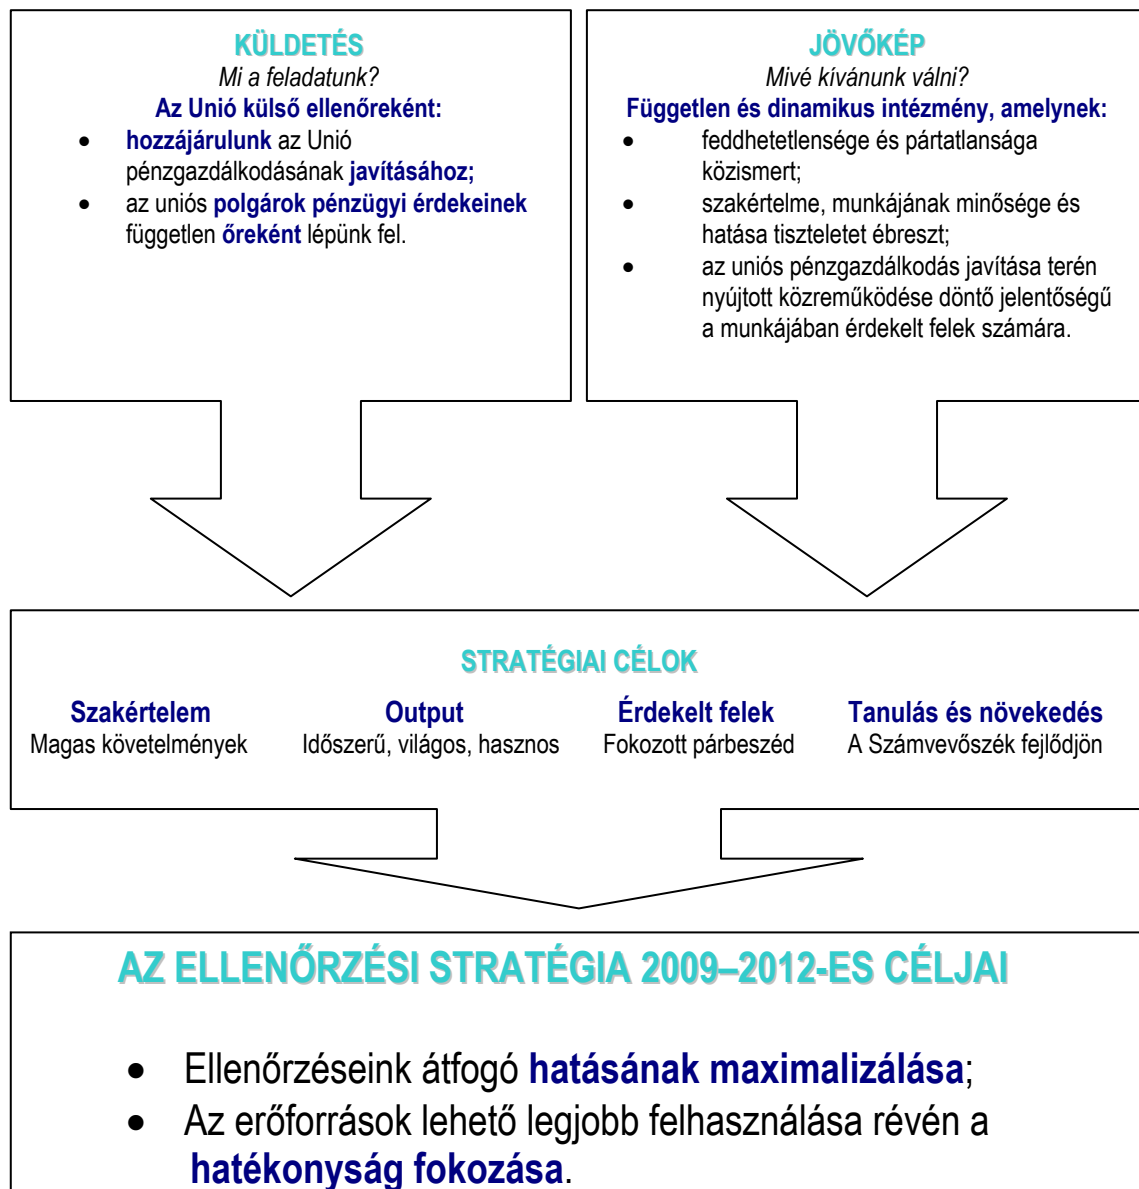 KÜLDETÉS
Mi a feladatunk?
Az Unió külső ellenőreként:
• hozzájárulunk az Unió
pénzgazdálkodásának javításához;
• az uniós polgárok pénzügyi érdekeinek
független őreként lépünk fel.
JÖVŐKÉP
Mivé kívánunk válni?
Független és dinamikus intézmény, amelynek:
• feddhetetlensége és pártatlansága
közismert;
• szakértelme, munkájának minősége és
hatása tiszteletet ébreszt;
• az uniós pénzgazdálkodás javítása terén
nyújtott közreműködése döntő jelentőségű
a munkájában érdekelt felek számára.
STRATÉGIAI CÉLOK
Szakértelem
Magas követelmények
Output
Időszerű, világos, hasznos
Érdekelt felek
Fokozott párbeszéd
Tanulás és növekedés
A Számvevőszék fejlődjön
AZ ELLENŐRZÉSI STRATÉGIA 2009–2012-ES CÉLJAI
• Ellenőrzéseink átfogó hatásának maximalizálása;
• Az erőforrások lehető legjobb felhasználása révén a
hatékonyság fokozása.